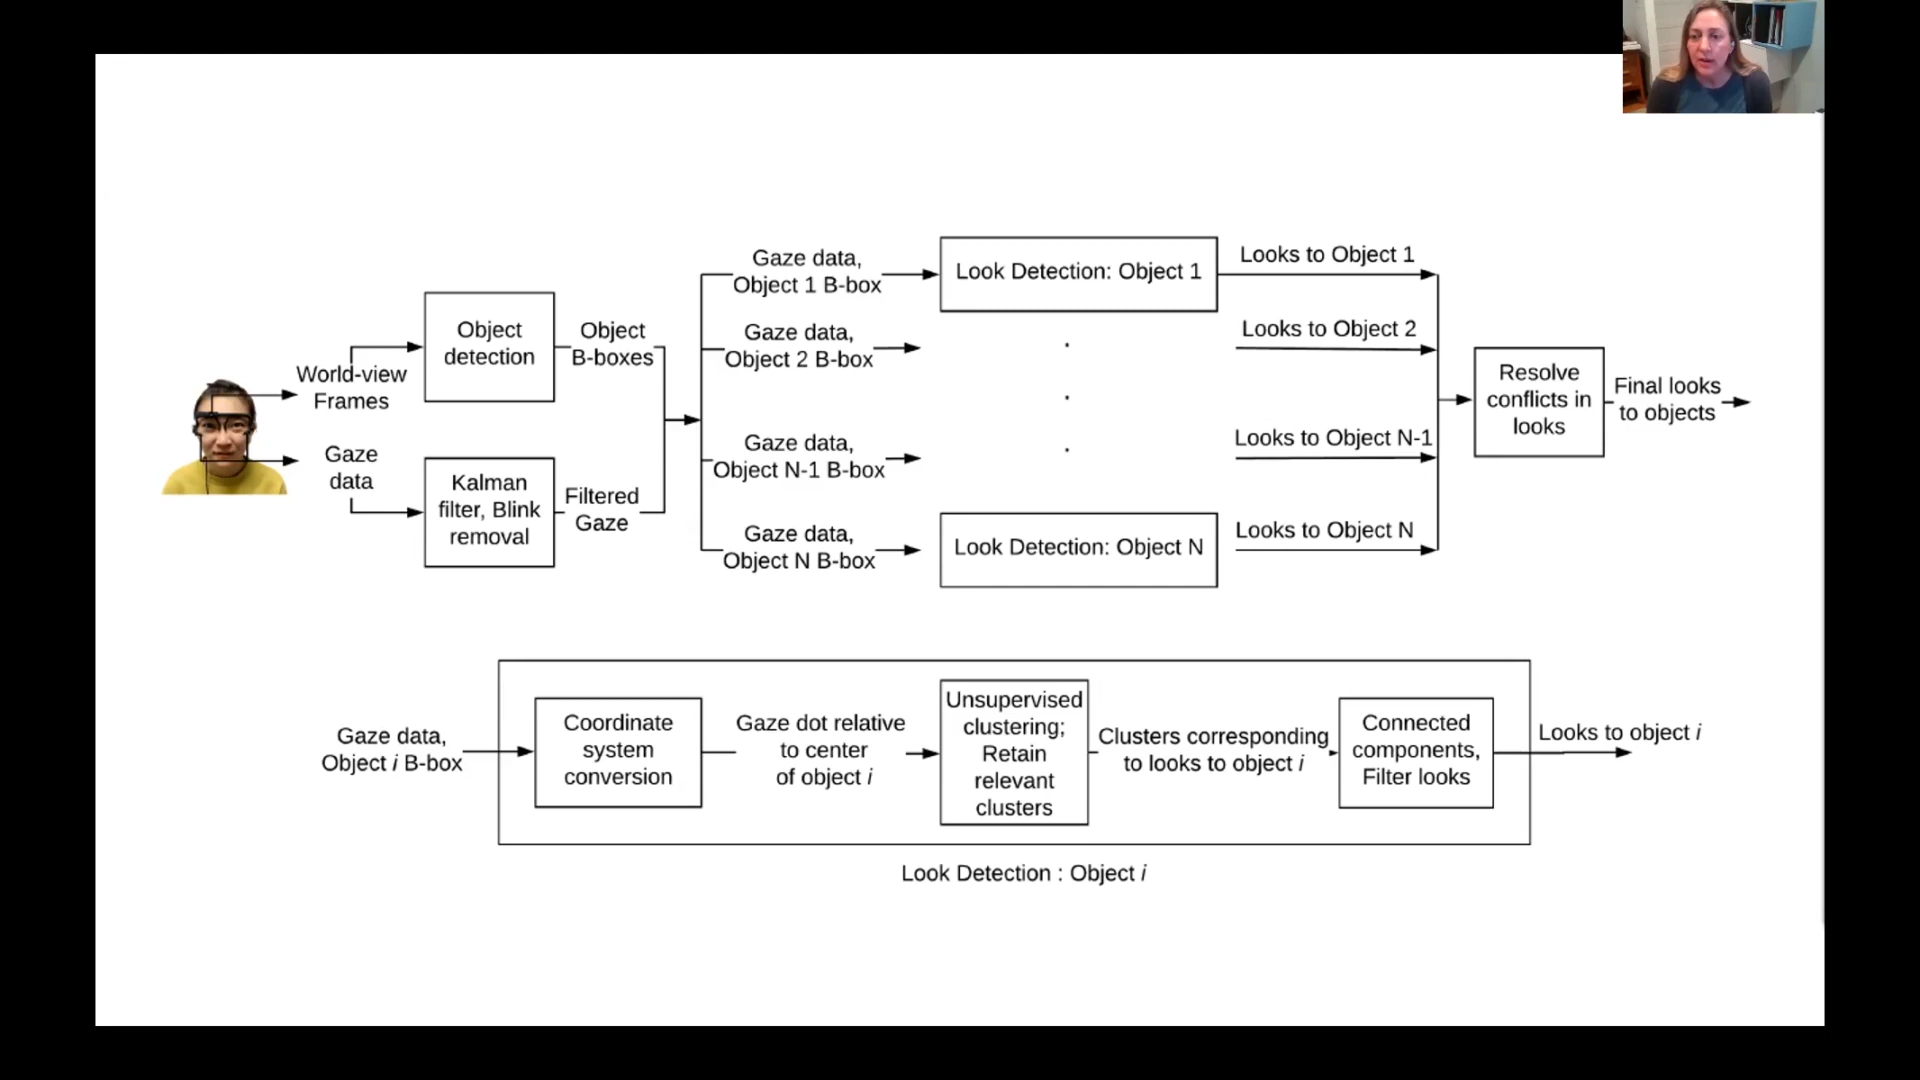 World-view
Frames
Gaze
data
Object
detection
Kalman
filter, Blink
removal
Object
B-boxes
Filtered
Gaze
Gaze data,
Object 1 B-box
Gaze data,
Object 2 B-box
Gaze data,
Object N-1 B-box
Gaze data,
Object N B-box
Look Detection: Object 1
Look Detection: Object N
Looks to Object 1
Looks to Object 2
Looks to Object N-1
Looks to Object N
Resolve
conflicts in
looks
Final looks
to objects
Gaze data,
Object i B-box
Coordinate
system
conversion
Gaze dot relative
to center
of object i
Unsupervised
clustering;
Retain
relevant
clusters
Clusters corresponding
to looks to object i
Connected
components,
Filter looks
Looks to object i
Look Detection : Object i